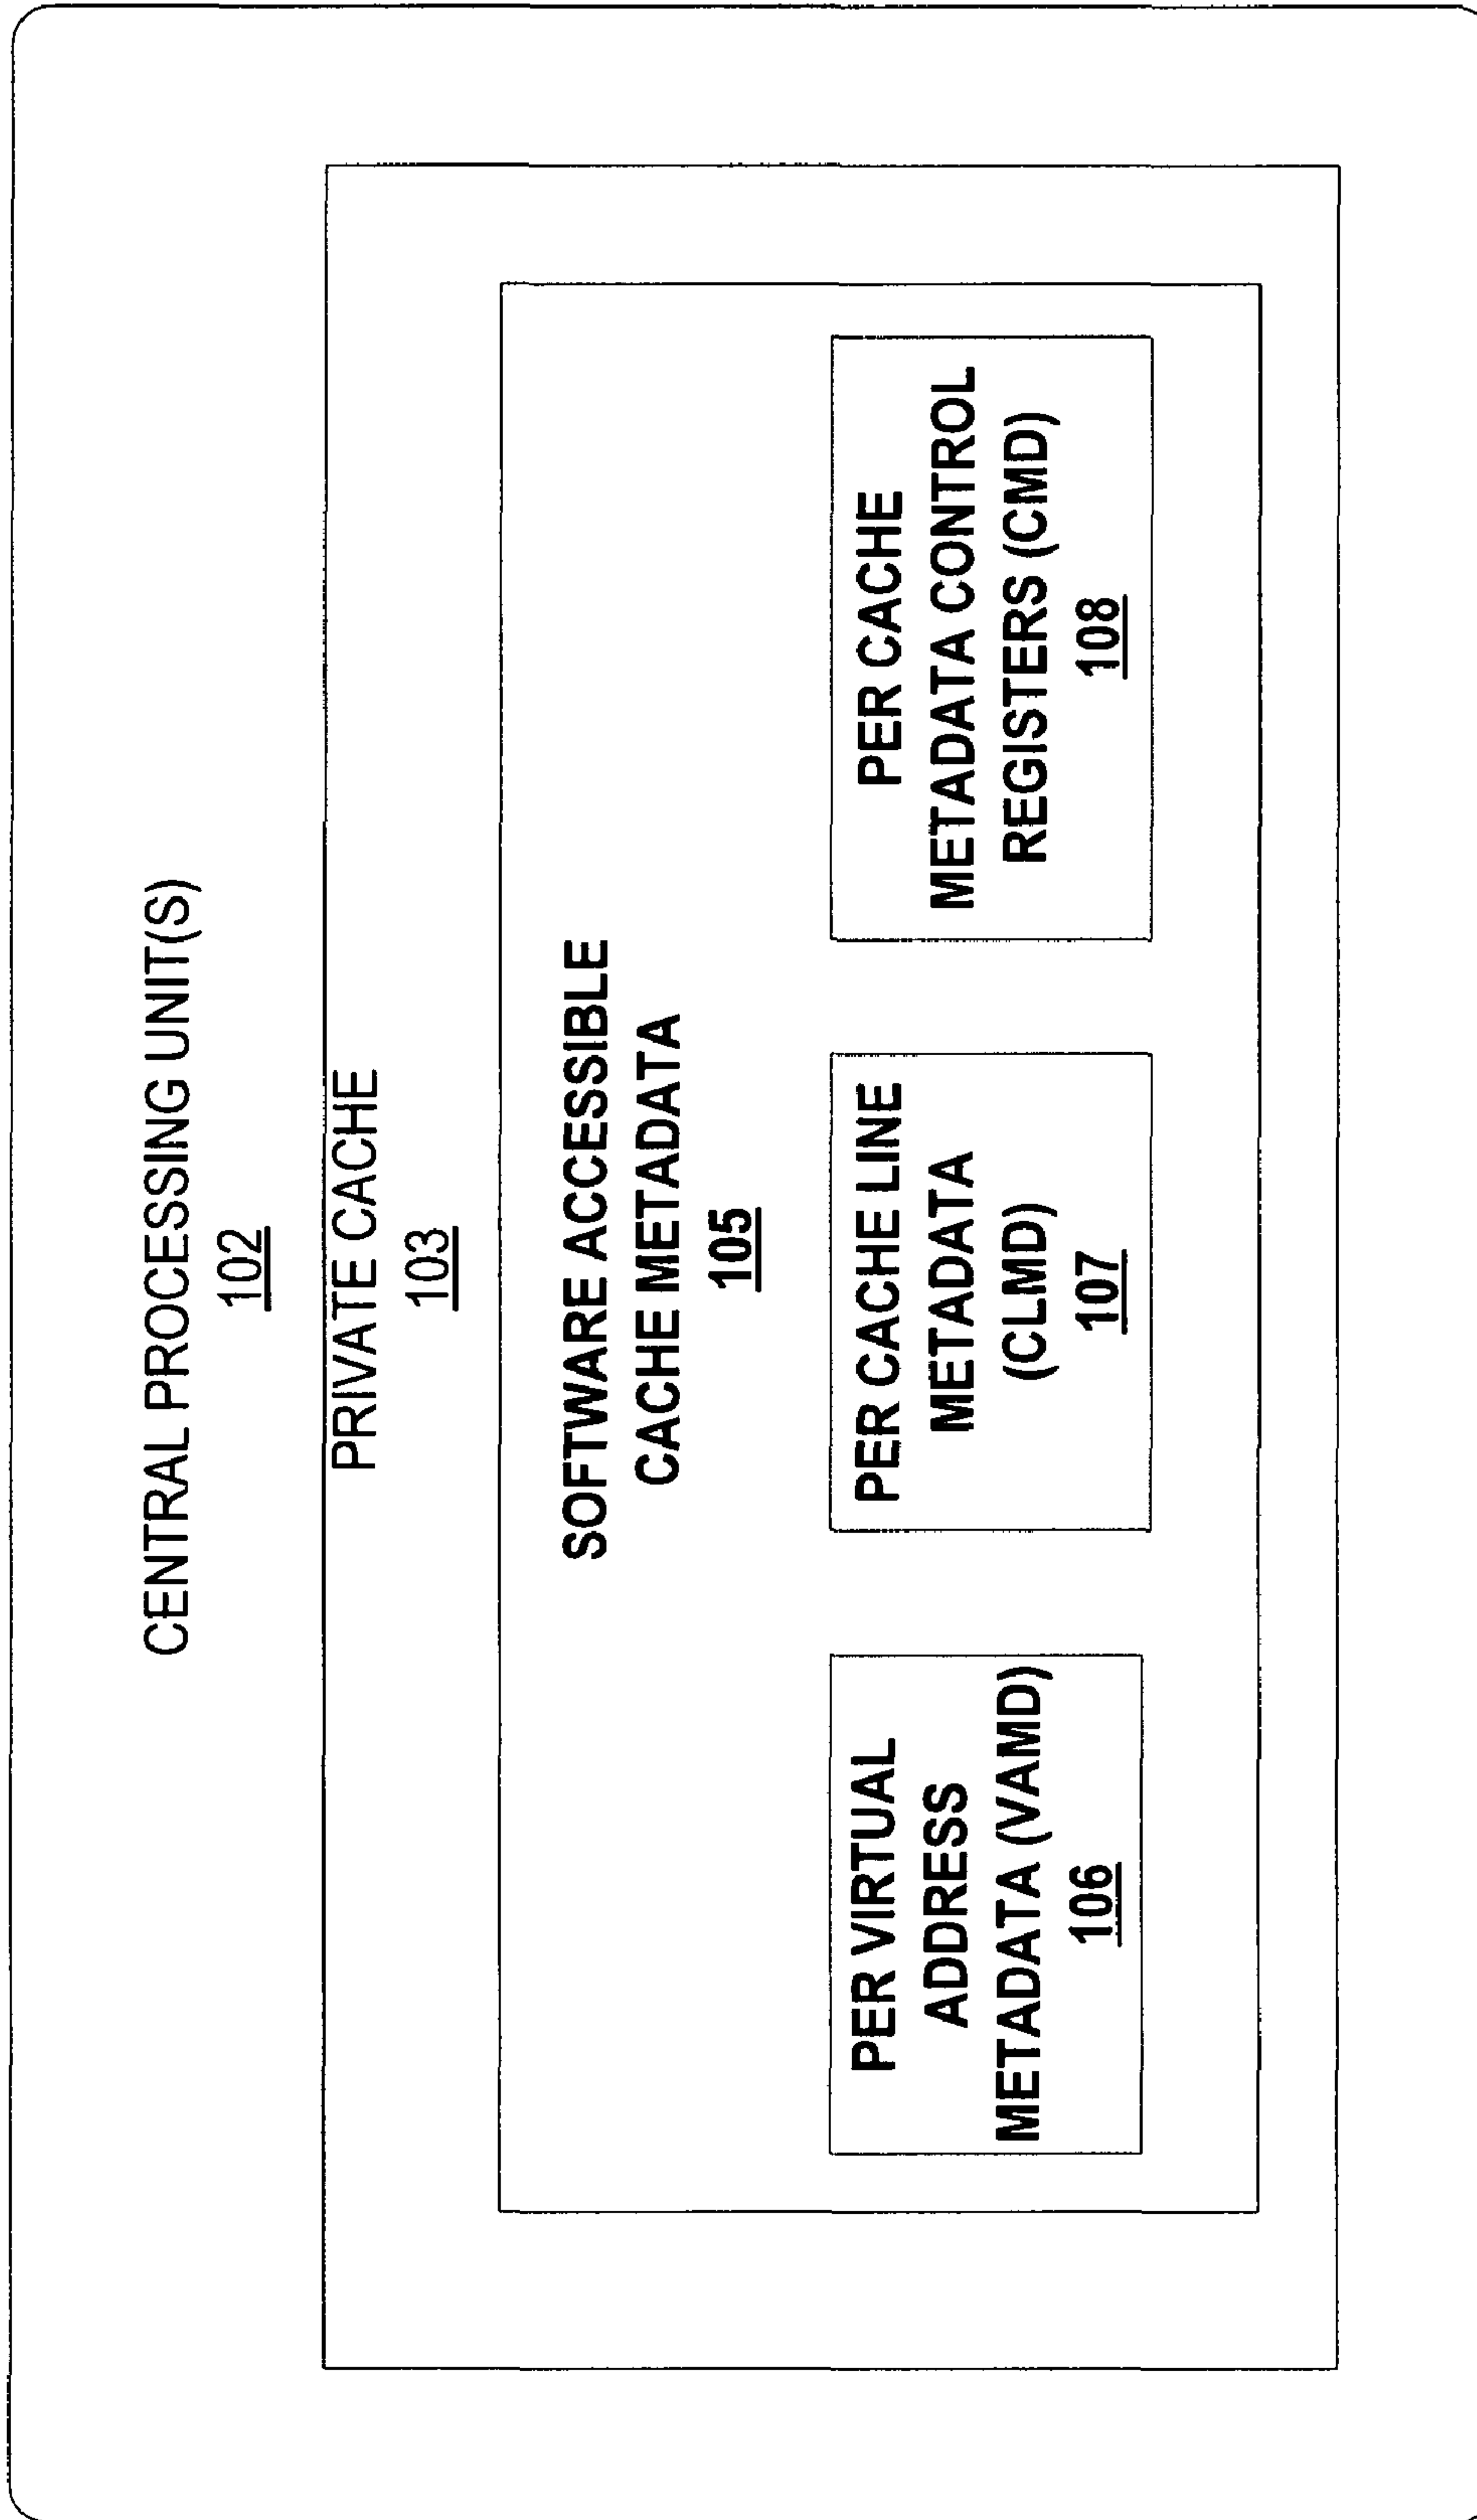 CENTRAL PROCESSING UNIT(S)
102
PRIVATE CACHE
103
SOFTWARE ACCESSIBLE
CACHE METADATA
105
PER VIRTUAL
ADDRESS
METADATA (VAMD)
106
PER CACHE LINE
METADATA
(CLMD)
107
PER CACHE
METADATA CONTROL
REGISTERS (CMD)
108